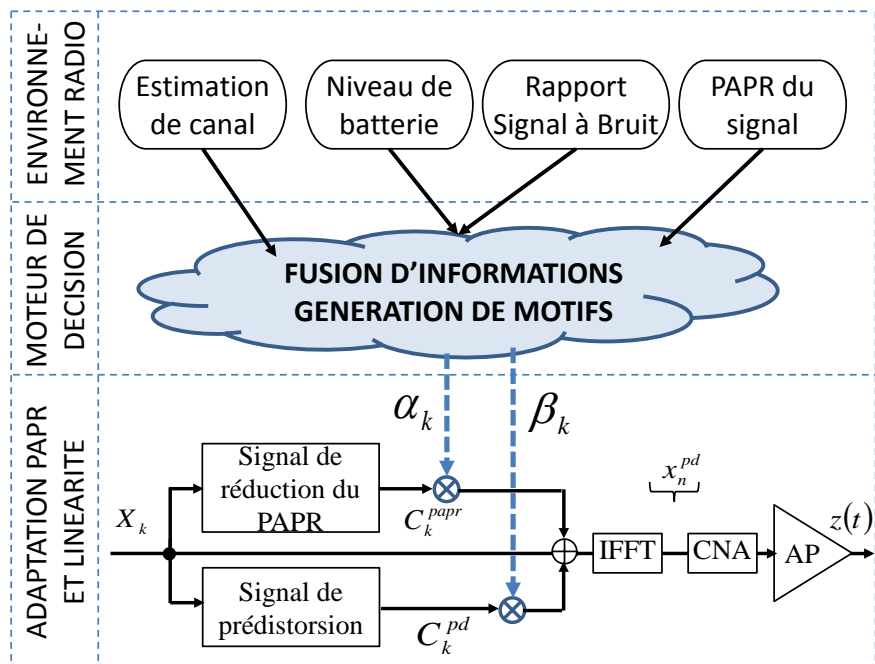 ENVIRONNE-
MENT RADIO
Estimation
de canal
Niveau de
batterie
Rapport
Signal à Bruit
PAPR du
signal
MOTEUR DE
DECISION
FUSION D'INFORMATIONS
GENERATION DE MOTIFS
ADAPTATION PAPR
ET LINEARITE
α_k
β_k
X_k
Signal de
réduction du
PAPR
C_k^{papr}
Signal de
prédistorsion
C_k^{pd}
IFFT
x_n^{pd}
CNA
AP
z(t)